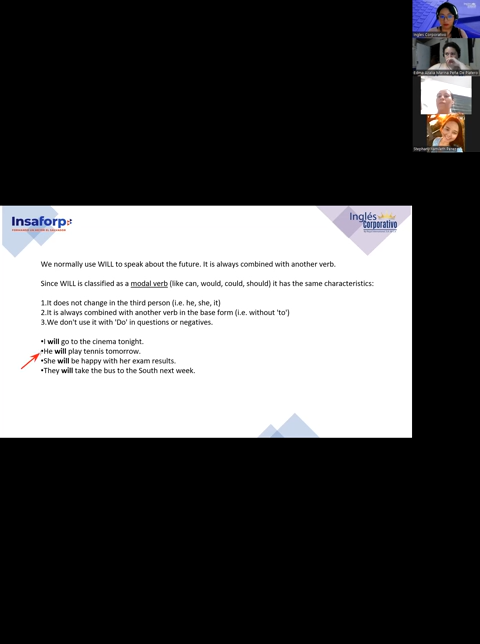 Inglés Corporativo
Insaforp
Inglés
Corporativo
We normally use WILL to speak about the future. It is always combined with another verb.
Since WILL is classified as a modal verb (like can, would, could, should) it has the same characteristics:
1.It does not change in the third person (i.e. he, she, it)
2.It is always combined with another verb in the base form (i.e. without 'to')
3.We don't use it with 'Do' in questions or negatives.
•I will go to the cinema tonight.
•He will play tennis tomorrow.
•She will be happy with her exam results.
•They will take the bus to the South next week.